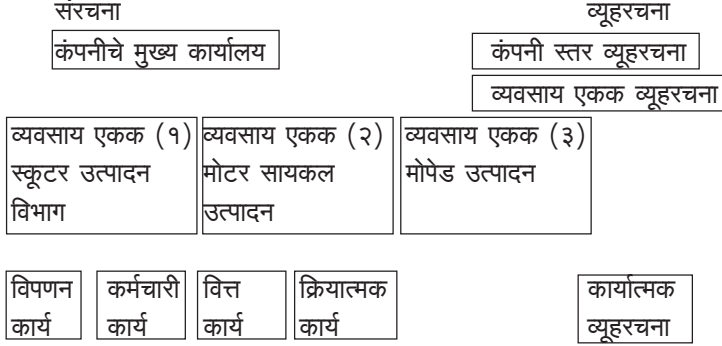 संरचना व्यूहरचना
कंपनीचे मुख्य कार्यालय कंपनी स्तर व्यूहरचना
व्यवसाय एकक व्यूहरचना
व्यवसाय एकक (१) व्यवसाय एकक (२) व्यवसाय एकक (३)
स्कूटर उत्पादन मोटर सायकल मोपेड उत्पादन
विभाग उत्पादन
विपणन कर्मचारी वित्त क्रियात्मक कार्यात्मक
कार्य कार्य कार्य कार्य व्यूहरचना